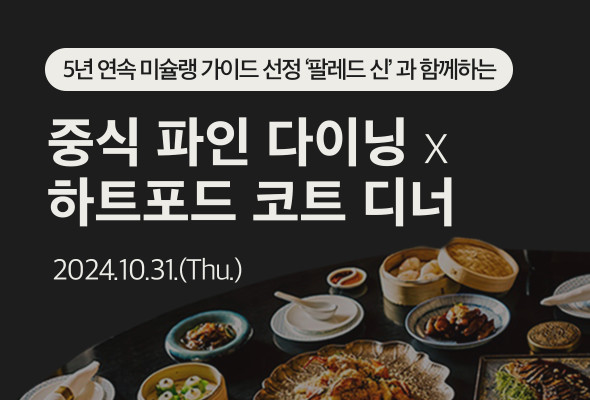 5년 연속 미슐랭 가이드 선정 ‘팔레드 신’ 과 함께하는
중식 파인 다이닝 x
하트포드 코트 디너
2024.10.31.(Thu.)